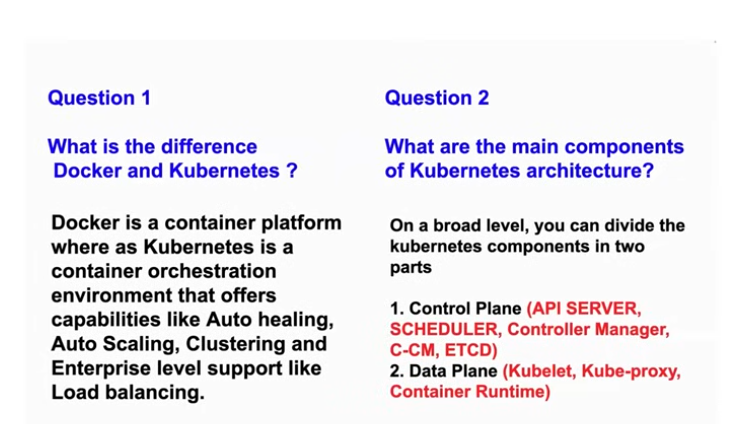 Question 1
What is the difference
Docker and Kubernetes ?
Docker is a container platform
where as Kubernetes is a
container orchestration
environment that offers
capabilities like Auto healing,
Auto Scaling, Clustering and
Enterprise level support like
Load balancing.
Question 2
What are the main components
of Kubernetes architecture?
On a broad level, you can divide the
kubernetes components in two
parts
1. Control Plane (API SERVER,
SCHEDULER, Controller Manager,
C-CM, ETCD)
2. Data Plane (Kubelet, Kube-proxy,
Container Runtime)